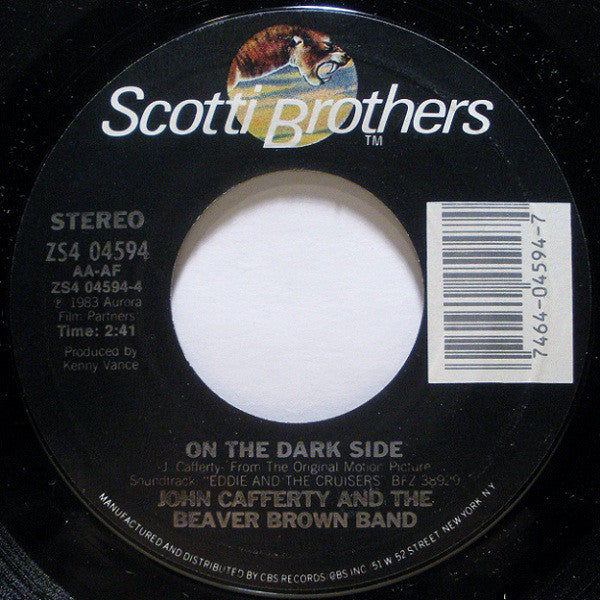 Scotti Brothers
TM
STEREO
ZS4 04594
AA-AF
ZS4 04594-4
℗ 1983 Aurora
Film Partners
Time: 2:41
Produced by
Kenny Vance
7464-04594-7
ON THE DARK SIDE
-J. Cafferty- From The Original Motion Picture
Soundtrack "EDDIE AND THE CRUISERS" BFZ 38929
JOHN CAFFERTY AND THE
BEAVER BROWN BAND
MANUFACTURED AND DISTRIBUTED BY CBS RECORDS CBS INC. 51 W 52 STREET NEW YORK, N.Y.